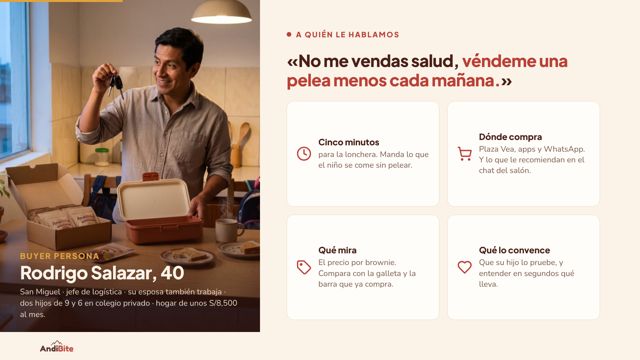 BUYER PERSONA
Rodrigo Salazar, 40
San Miguel · jefe de logística · su esposa también trabaja ·
dos hijos de 9 y 6 en colegio privado · hogar de unos S/8,500
al mes.
AndiBite
A QUIÉN LE HABLAMOS
«No me vendas salud, véndeme una
pelea menos cada mañana.»
Cinco minutos
para la lonchera. Manda lo que
el niño se come sin pelear.
Dónde compra
Plaza Vea, apps y WhatsApp.
Y lo que le recomiendan en el
chat del salón.
Qué mira
El precio por brownie.
Compara con la galleta y la
barra que ya compra.
Qué lo convence
Que su hijo lo pruebe, y
entender en segundos qué
lleva.